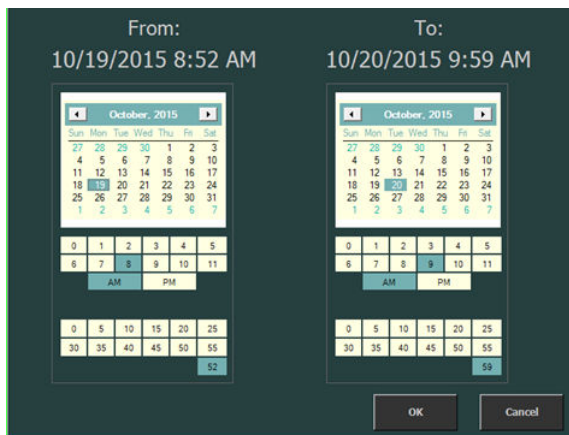 From:
10/19/2015 8:52 AM
October, 2015
Sun Mon Tue Wed Thu Fri Sat
27 28 29 30 1 2 3
4 5 6 7 8 9 10
11 12 13 14 15 16 17
18 19 20 21 22 23 24
25 26 27 28 29 30 31
1 2 3 4 5 6 7
0 1 2 3 4 5
6 7 8 9 10 11
AM PM
0 5 10 15 20 25
30 35 40 45 50 55
52
To:
10/20/2015 9:59 AM
October, 2015
Sun Mon Tue Wed Thu Fri Sat
27 28 29 30 1 2 3
4 5 6 7 8 9 10
11 12 13 14 15 16 17
18 19 20 21 22 23 24
25 26 27 28 29 30 31
1 2 3 4 5 6 7
0 1 2 3 4 5
6 7 8 9 10 11
AM PM
0 5 10 15 20 25
30 35 40 45 50 55
59
OK Cancel